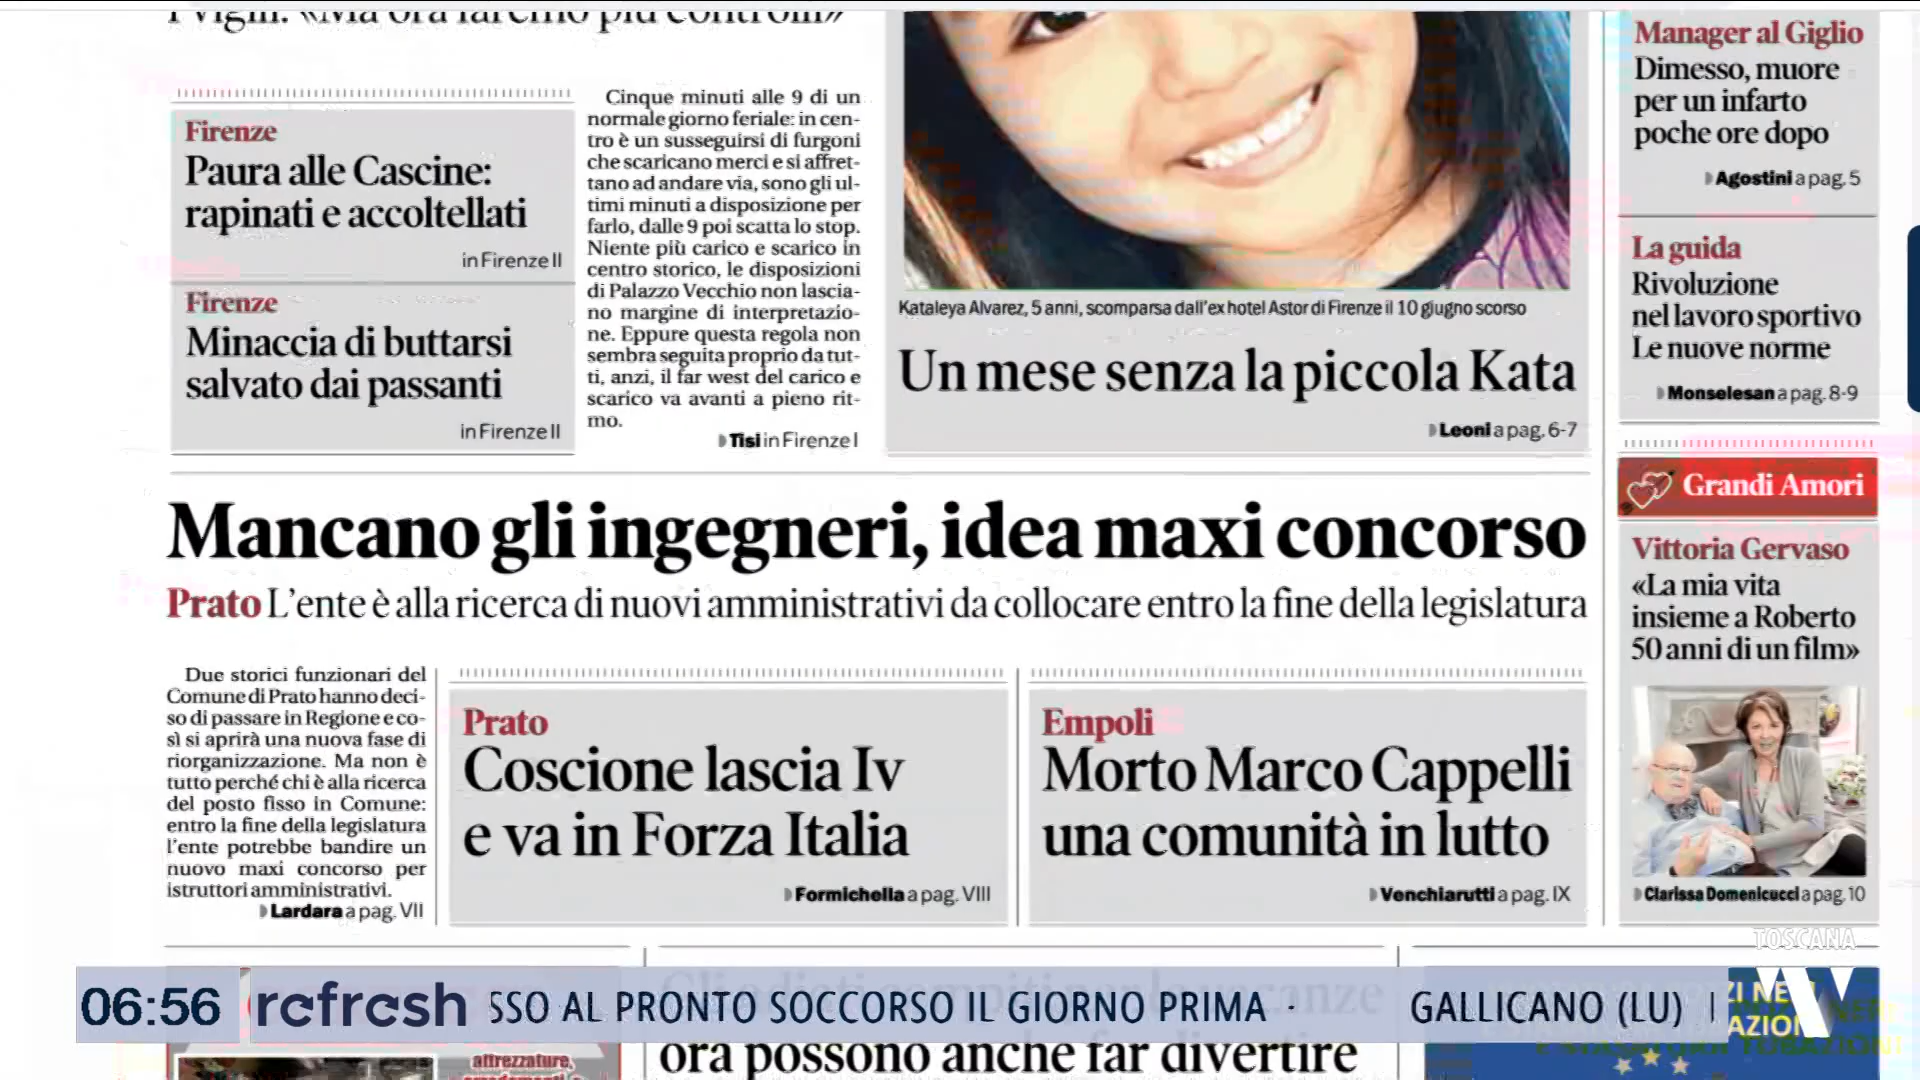 I Vigili: «Ma ora faremo più controlli»
Firenze
Paura alle Cascine:
rapinati e accoltellati
in Firenze II
Firenze
Minaccia di buttarsi
salvato dai passanti
in Firenze II
Cinque minuti alle 9 di un
normale giorno feriale: in cen-
tro è un susseguirsi di furgoni
che scaricano merci e si affret-
tano ad andare via, sono gli ul-
timi minuti a disposizione per
farlo, dalle 9 poi scatta lo stop.
Niente più carico e scarico in
centro storico, le disposizioni
di Palazzo Vecchio non lascia-
no margine di interpretazio-
ne. Eppure questa regola non
sembra seguita proprio da tut-
ti, anzi, il far west del carico e
scarico va avanti a pieno rit-
mo.
Tisi in Firenze I
Kataleya Alvarez, 5 anni, scomparsa dall'ex hotel Astor di Firenze il 10 giugno scorso
Un mese senza la piccola Kata
Leoni a pag. 6-7
Manager al Giglio
Dimesso, muore
per un infarto
poche ore dopo
Agostini a pag. 5
La guida
Rivoluzione
nel lavoro sportivo
Le nuove norme
Monselesan a pag. 8-9
Grandi Amori
Vittoria Gervaso
«La mia vita
insieme a Roberto
50 anni di un film»
Clarissa Domenicucci a pag. 10
Mancano gli ingegneri, idea maxi concorso
Prato L'ente è alla ricerca di nuovi amministrativi da collocare entro la fine della legislatura
Due storici funzionari del
Comune di Prato hanno deci-
so di passare in Regione e co-
sì si aprirà una nuova fase di
riorganizzazione. Ma non è
tutto perché chi è alla ricerca
del posto fisso in Comune:
entro la fine della legislatura
l'ente potrebbe bandire un
nuovo maxi concorso per
istruttori amministrativi.
Lardara a pag. VII
Prato
Coscione lascia Iv
e va in Forza Italia
Formichella a pag. VIII
Empoli
Morto Marco Cappelli
una comunità in lutto
Venchiarutti a pag. IX
TOSCANA
06:56 refresh SSO AL PRONTO SOCCORSO IL GIORNO PRIMA · GALLICANO (LU)
ora possono anche far divertire
attrezzature,